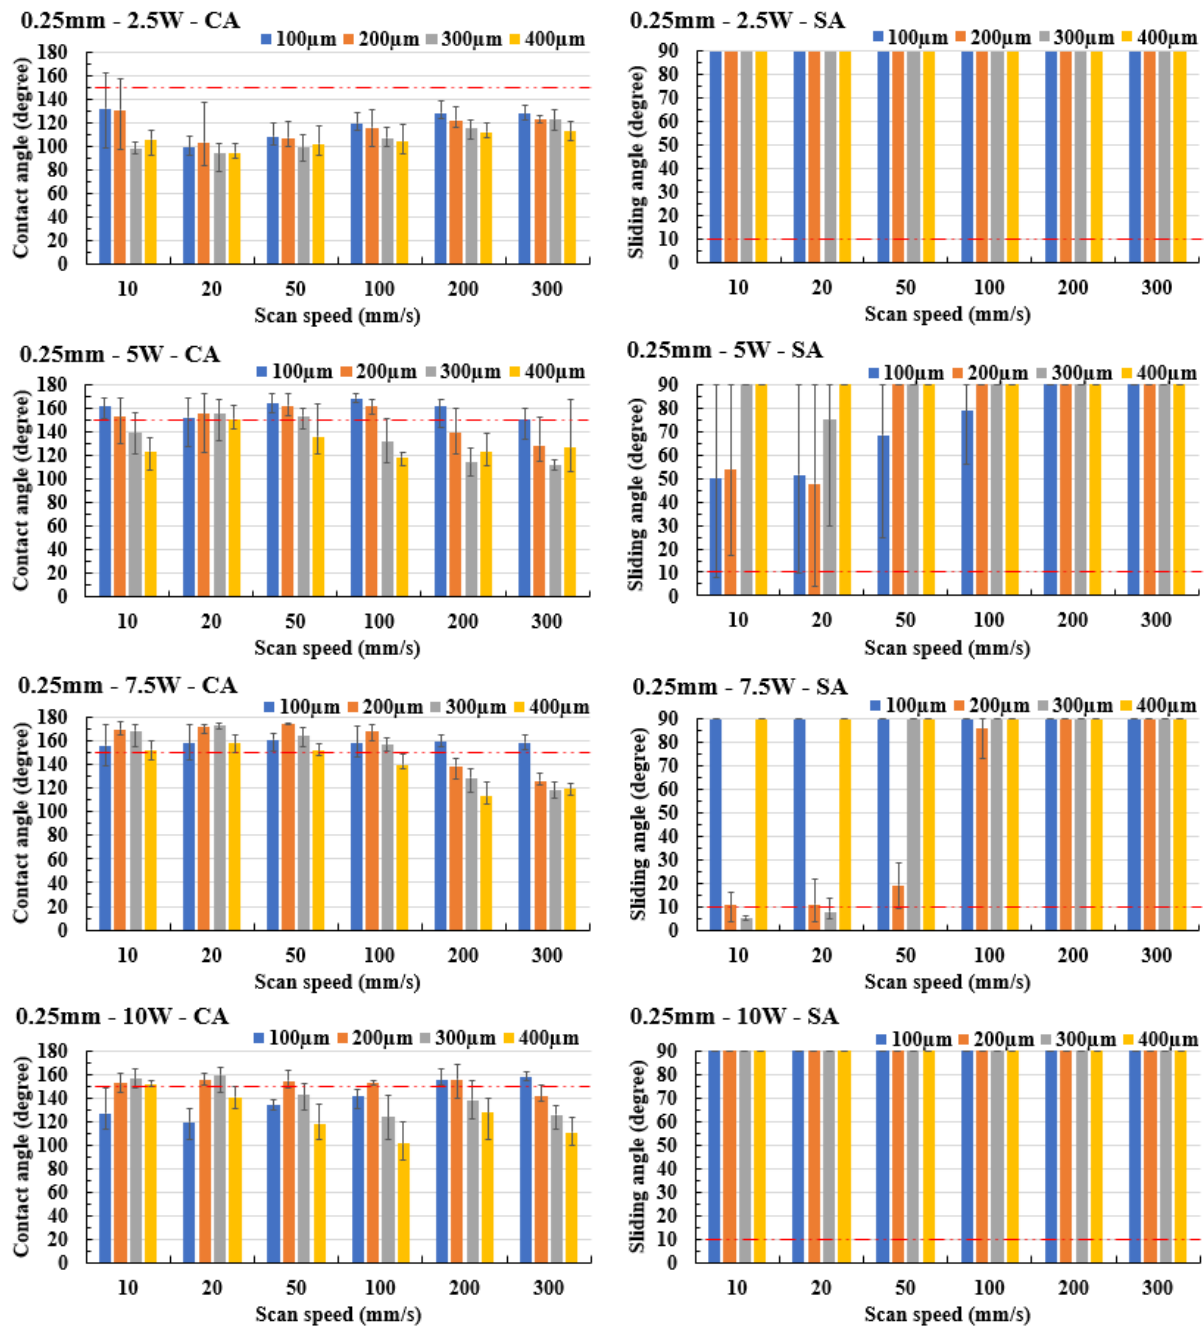 0.25mm - 2.5W - CA
100µm 200µm 300µm 400µm
Contact angle (degree)
180
160
140
120
100
80
60
40
20
0
10 20 50 100 200 300
Scan speed (mm/s)
0.25mm - 2.5W - SA
100µm 200µm 300µm 400µm
Sliding angle (degree)
90
80
70
60
50
40
30
20
10
0
10 20 50 100 200 300
Scan speed (mm/s)
0.25mm - 5W - CA
100µm 200µm 300µm 400µm
Contact angle (degree)
180
160
140
120
100
80
60
40
20
0
10 20 50 100 200 300
Scan speed (mm/s)
0.25mm - 5W - SA
100µm 200µm 300µm 400µm
Sliding angle (degree)
90
80
70
60
50
40
30
20
10
0
10 20 50 100 200 300
Scan speed (mm/s)
0.25mm - 7.5W - CA
100µm 200µm 300µm 400µm
Contact angle (degree)
180
160
140
120
100
80
60
40
20
0
10 20 50 100 200 300
Scan speed (mm/s)
0.25mm - 7.5W - SA
100µm 200µm 300µm 400µm
Sliding angle (degree)
90
80
70
60
50
40
30
20
10
0
10 20 50 100 200 300
Scan speed (mm/s)
0.25mm - 10W - CA
100µm 200µm 300µm 400µm
Contact angle (degree)
180
160
140
120
100
80
60
40
20
0
10 20 50 100 200 300
Scan speed (mm/s)
0.25mm - 10W - SA
100µm 200µm 300µm 400µm
Sliding angle (degree)
90
80
70
60
50
40
30
20
10
0
10 20 50 100 200 300
Scan speed (mm/s)